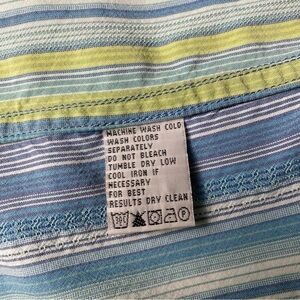 MACHINE WASH COLD
WASH COLORS
SEPARATELY
DO NOT BLEACH
TUMBLE DRY LOW
COOL IRON IF
NECESSARY
FOR BEST
RESULTS DRY CLEAN